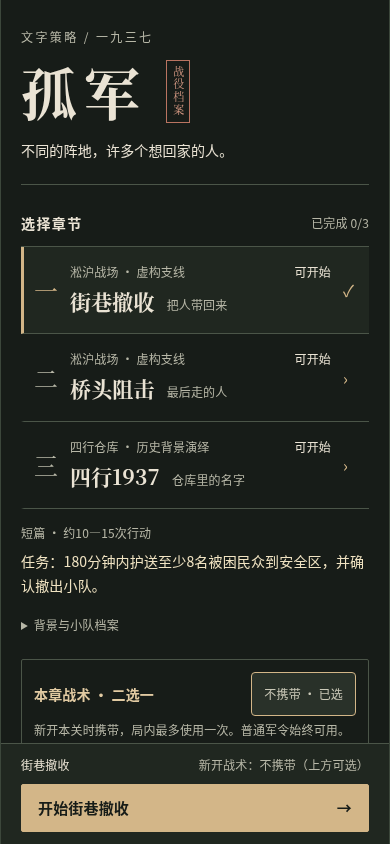 文字策略 / 一九三七
孤军
战役档案
不同的阵地，许多个想回家的人。
选择章节 已完成 0/3
一
淞沪战场 · 虚构支线 可开始
街巷撤收 把人带回来 ✓
二
淞沪战场 · 虚构支线 可开始
桥头阻击 最后走的人 ›
三
四行仓库 · 历史背景演绎 可开始
四行1937 仓库里的名字 ›
短篇 · 约10—15次行动
任务：180分钟内护送至少8名被困民众到安全区，并确
认撤出小队。
▶ 背景与小队档案
本章战术 · 二选一 不携带 · 已选
新开本关时携带，局内最多使用一次。普通军令始终可用。
街巷撤收 新开战术：不携带（上方可选）
开始街巷撤收 →